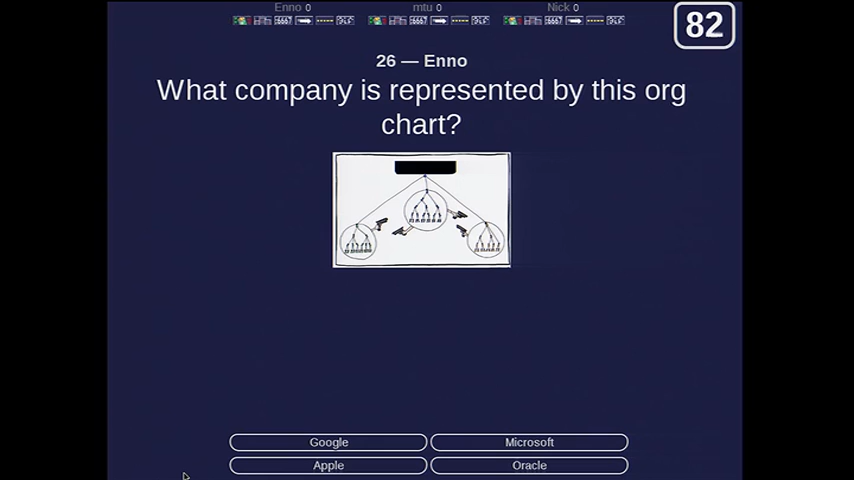 Enno 0
mtu 0
Nick 0
82
26 — Enno
What company is represented by this org
chart?
Google
Microsoft
Apple
Oracle